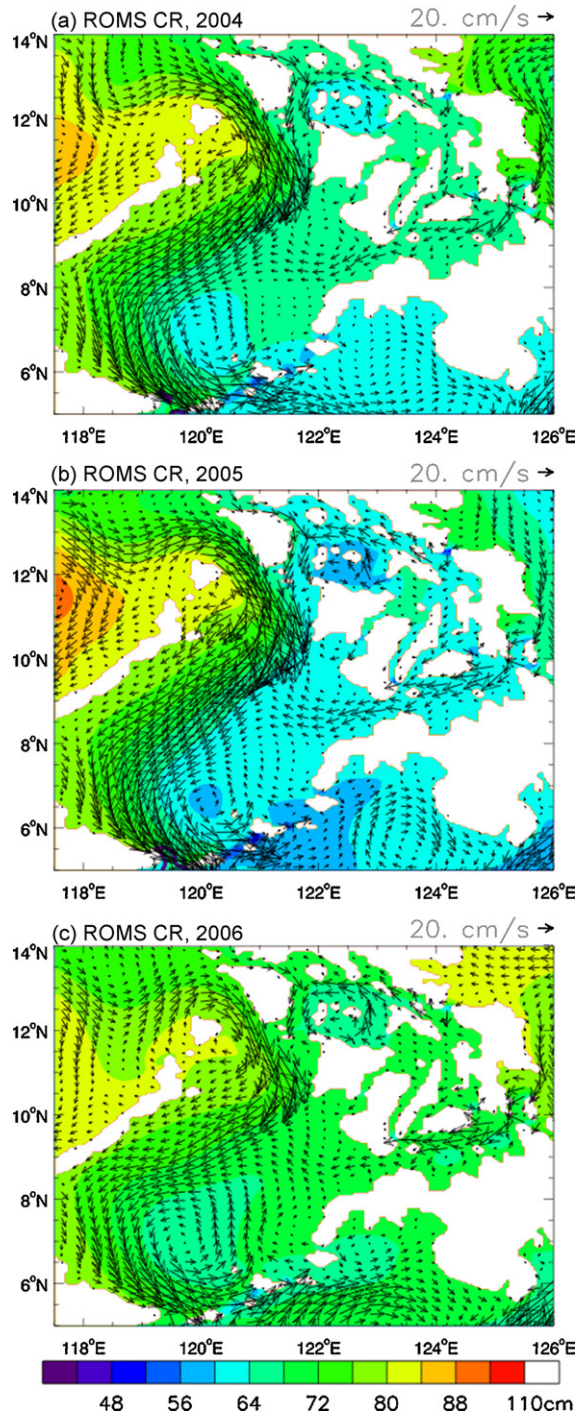 (a) ROMS CR, 2004 20. cm/s
14°N
12°N
10°N
8°N
6°N
118°E 120°E 122°E 124°E 126°E
(b) ROMS CR, 2005 20. cm/s
14°N
12°N
10°N
8°N
6°N
118°E 120°E 122°E 124°E 126°E
(c) ROMS CR, 2006 20. cm/s
14°N
12°N
10°N
8°N
6°N
118°E 120°E 122°E 124°E 126°E
48 56 64 72 80 88 110cm